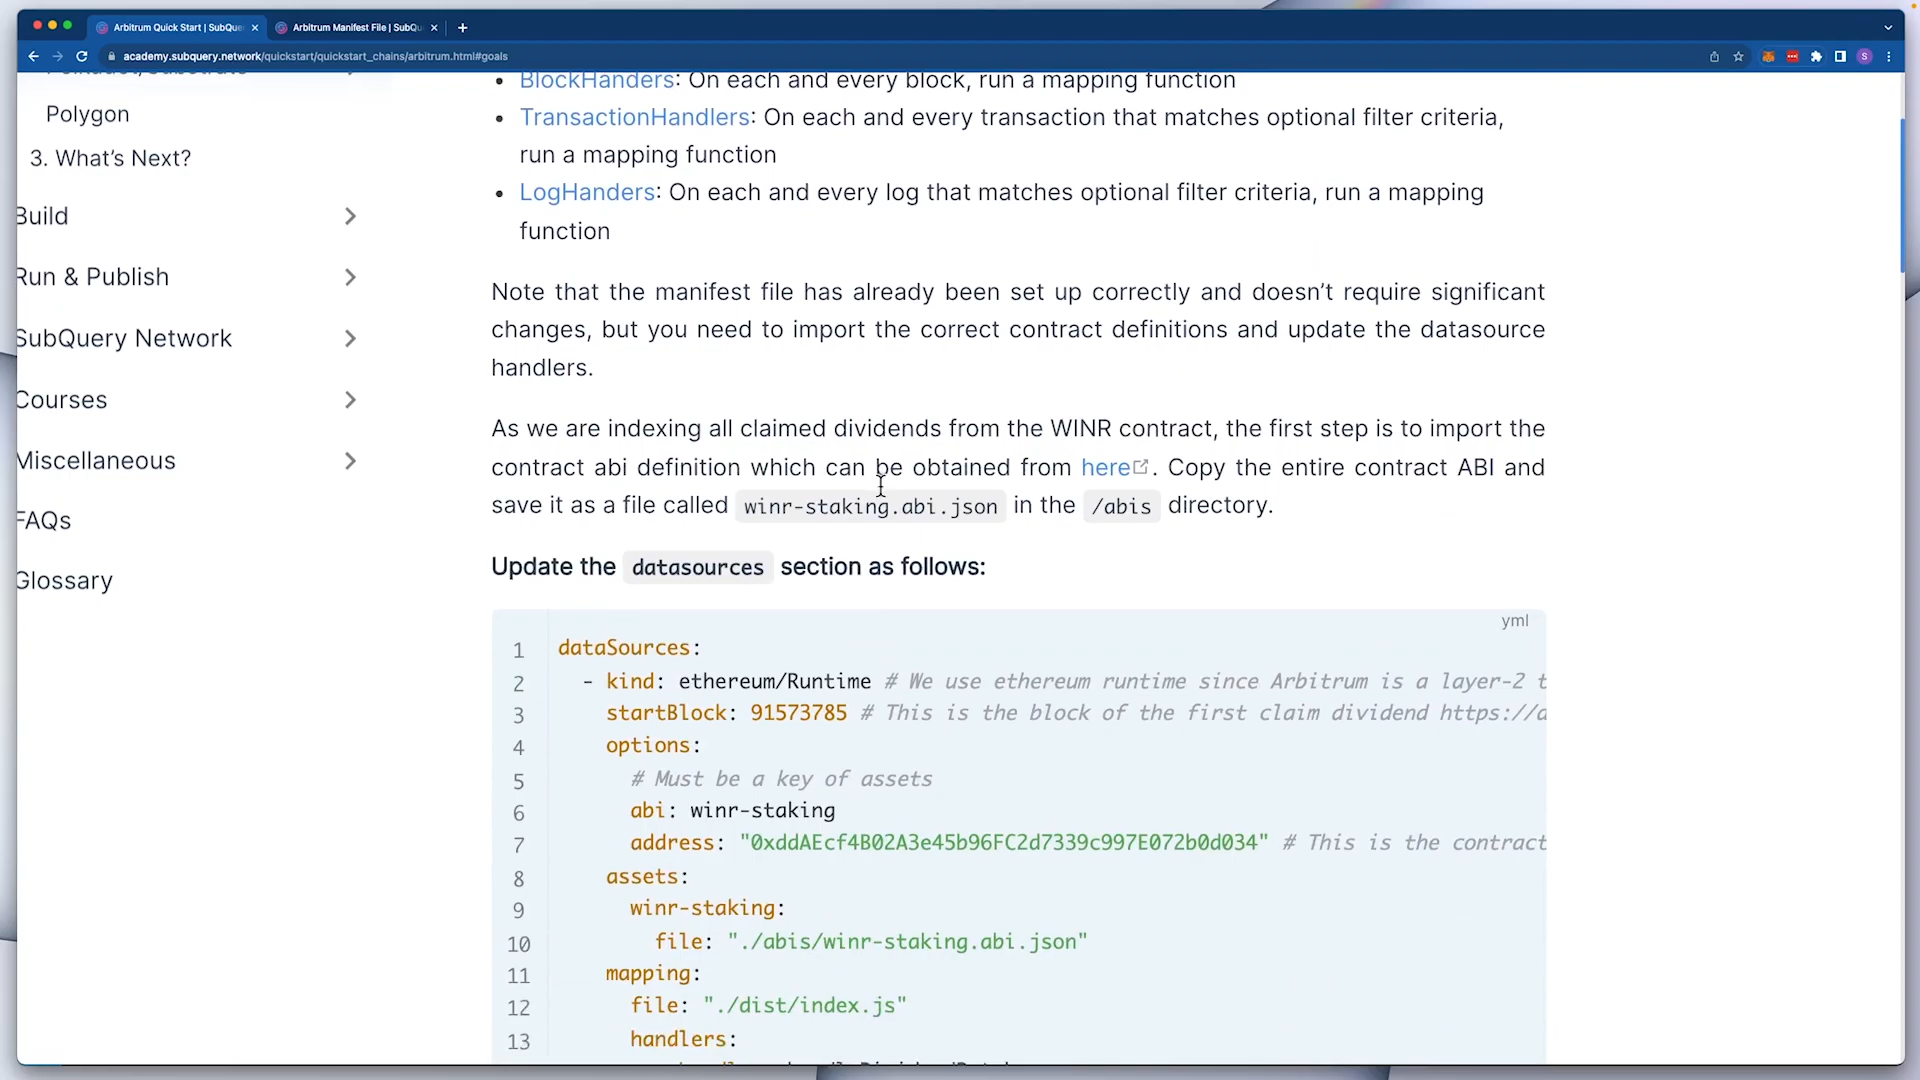 Arbitrum Quick Start | SubQue
Arbitrum Manifest File | SubQu
academy.subquery.network/quickstart/quickstart_chains/arbitrum.html#goals
S
Polygon
3. What's Next?
Build
Run & Publish
SubQuery Network
Courses
Miscellaneous
FAQs
Glossary
• BlockHanders: On each and every block, run a mapping function
• TransactionHandlers: On each and every transaction that matches optional filter criteria,
run a mapping function
• LogHanders: On each and every log that matches optional filter criteria, run a mapping
function
Note that the manifest file has already been set up correctly and doesn't require significant
changes, but you need to import the correct contract definitions and update the datasource
handlers.
As we are indexing all claimed dividends from the WINR contract, the first step is to import the
contract abi definition which can be obtained from here. Copy the entire contract ABI and
save it as a file called winr-staking.abi.json in the /abis directory.
Update the datasources section as follows:
yml
1 dataSources:
2 - kind: ethereum/Runtime # We use ethereum runtime since Arbitrum is a layer-2 t
3 startBlock: 91573785 # This is the block of the first claim dividend https://a
4 options:
5 # Must be a key of assets
6 abi: winr-staking
7 address: "0xddAEcf4B02A3e45b96FC2d7339c997E072b0d034" # This is the contract
8 assets:
9 winr-staking:
10 file: "./abis/winr-staking.abi.json"
11 mapping:
12 file: "./dist/index.js"
13 handlers: